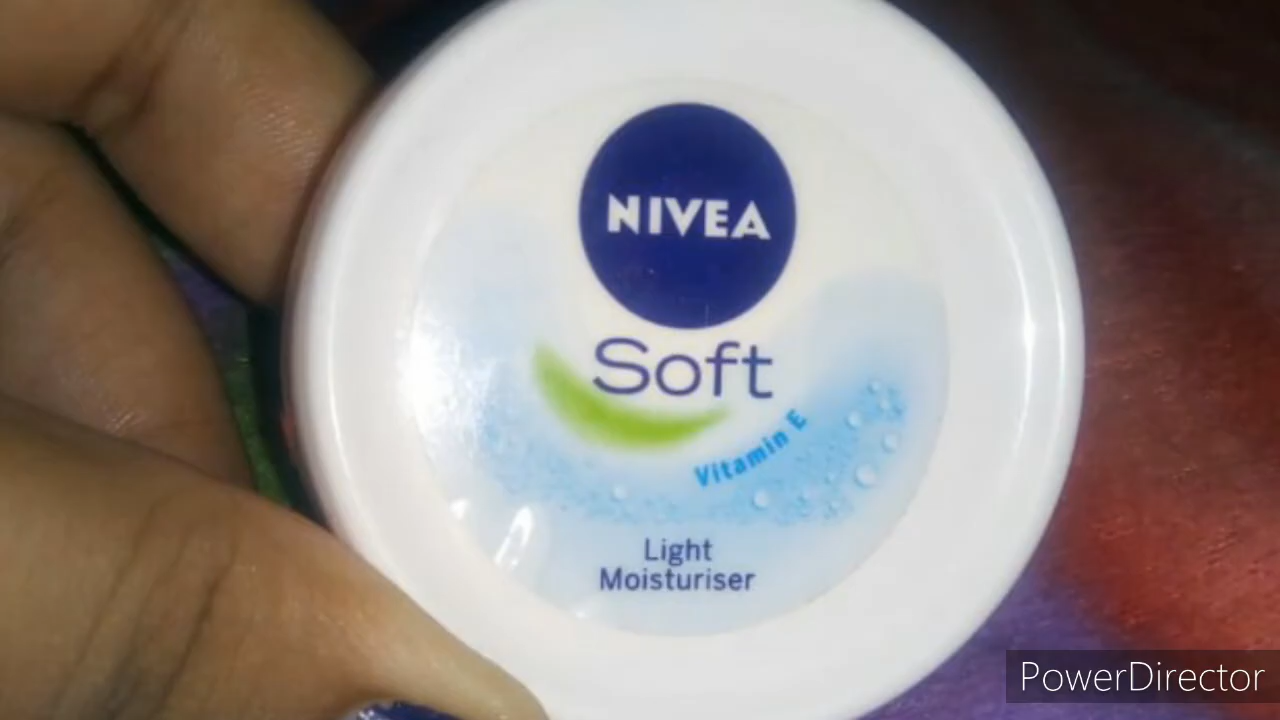 NIVEA
Soft
Vitamin E
Light
Moisturiser
PowerDirector